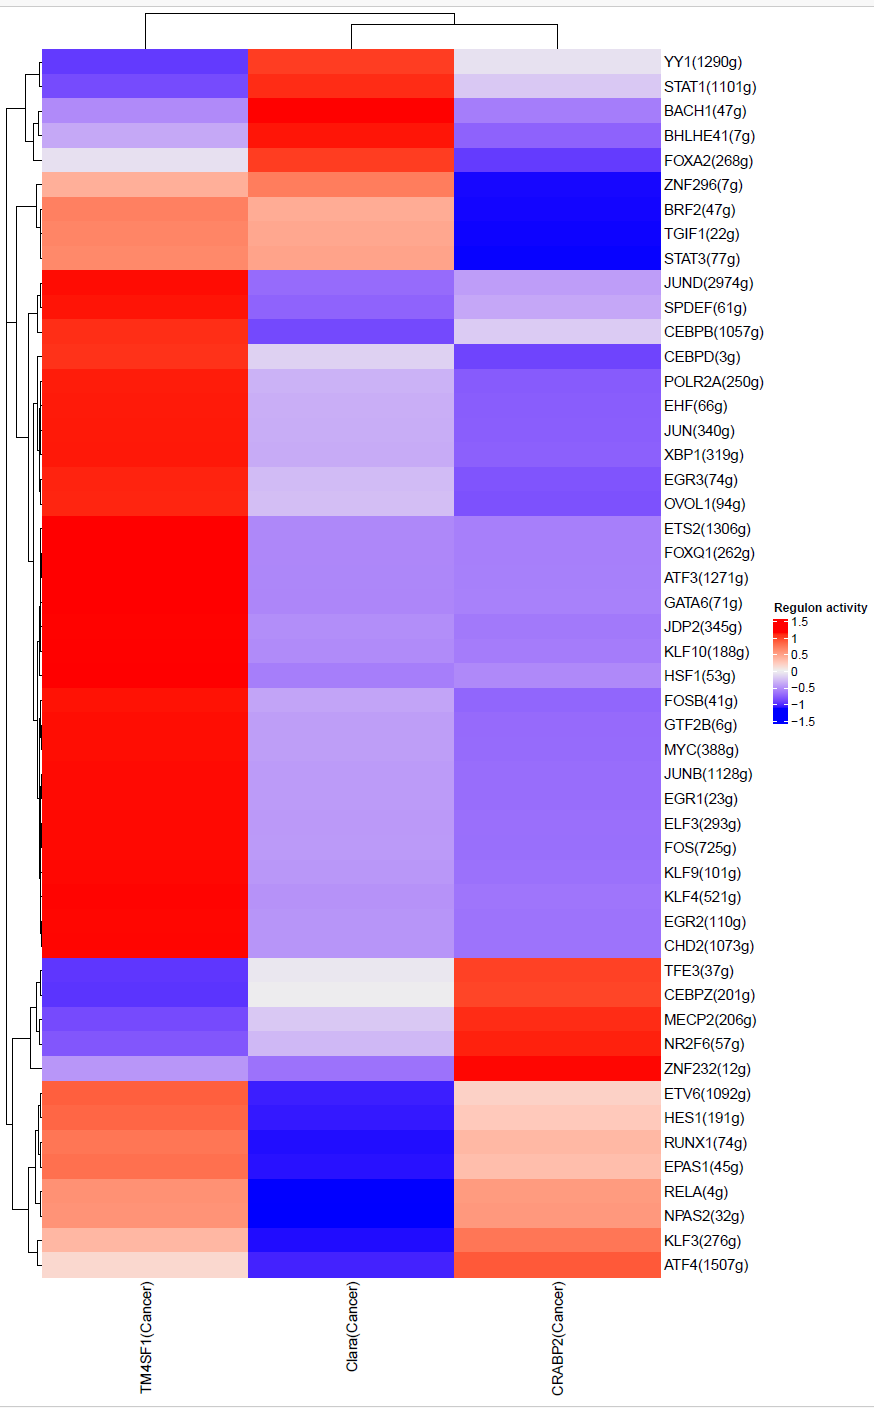 YY1(1290g)
STAT1(1101g)
BACH1(47g)
BHLHE41(7g)
FOXA2(268g)
ZNF296(7g)
BRF2(47g)
TGIF1(22g)
STAT3(77g)
JUND(2974g)
SPDEF(61g)
CEBPB(1057g)
CEBPD(3g)
POLR2A(250g)
EHF(66g)
JUN(340g)
XBP1(319g)
EGR3(74g)
OVOL1(94g)
ETS2(1306g)
FOXQ1(262g)
ATF3(1271g)
GATA6(71g)
JDP2(345g)
KLF10(188g)
HSF1(53g)
FOSB(41g)
GTF2B(6g)
MYC(388g)
JUNB(1128g)
EGR1(23g)
ELF3(293g)
FOS(725g)
KLF9(101g)
KLF4(521g)
EGR2(110g)
CHD2(1073g)
TFE3(37g)
CEBPZ(201g)
MECP2(206g)
NR2F6(57g)
ZNF232(12g)
ETV6(1092g)
HES1(191g)
RUNX1(74g)
EPAS1(45g)
RELA(4g)
NPAS2(32g)
KLF3(276g)
ATF4(1507g)
Regulon activity
1.5
1
0.5
0
−0.5
−1
−1.5
TM4SF1(Cancer)
Clara(Cancer)
CRABP2(Cancer)